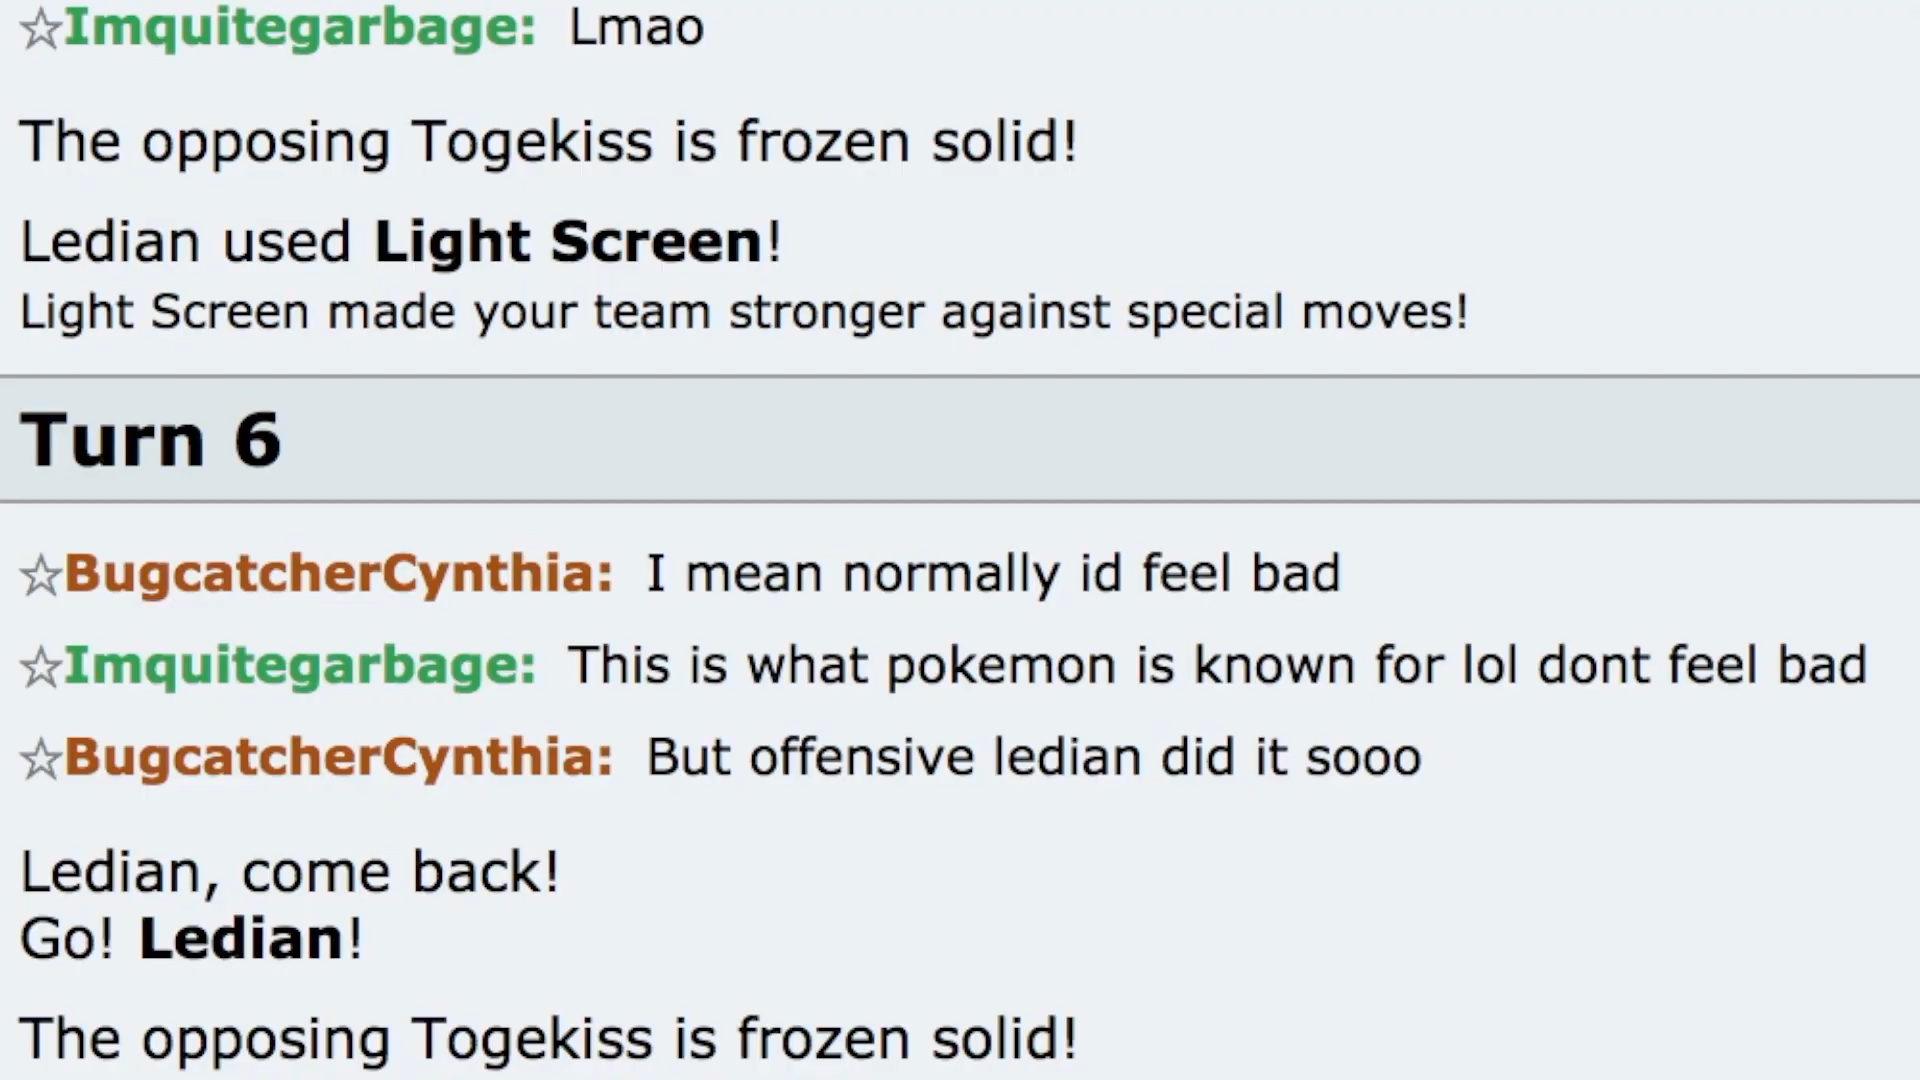 ☆Imquitegarbage: Lmao
The opposing Togekiss is frozen solid!
Ledian used Light Screen!
Light Screen made your team stronger against special moves!
Turn 6
☆BugcatcherCynthia: I mean normally id feel bad
☆Imquitegarbage: This is what pokemon is known for lol dont feel bad
☆BugcatcherCynthia: But offensive ledian did it sooo
Ledian, come back!
Go! Ledian!
The opposing Togekiss is frozen solid!